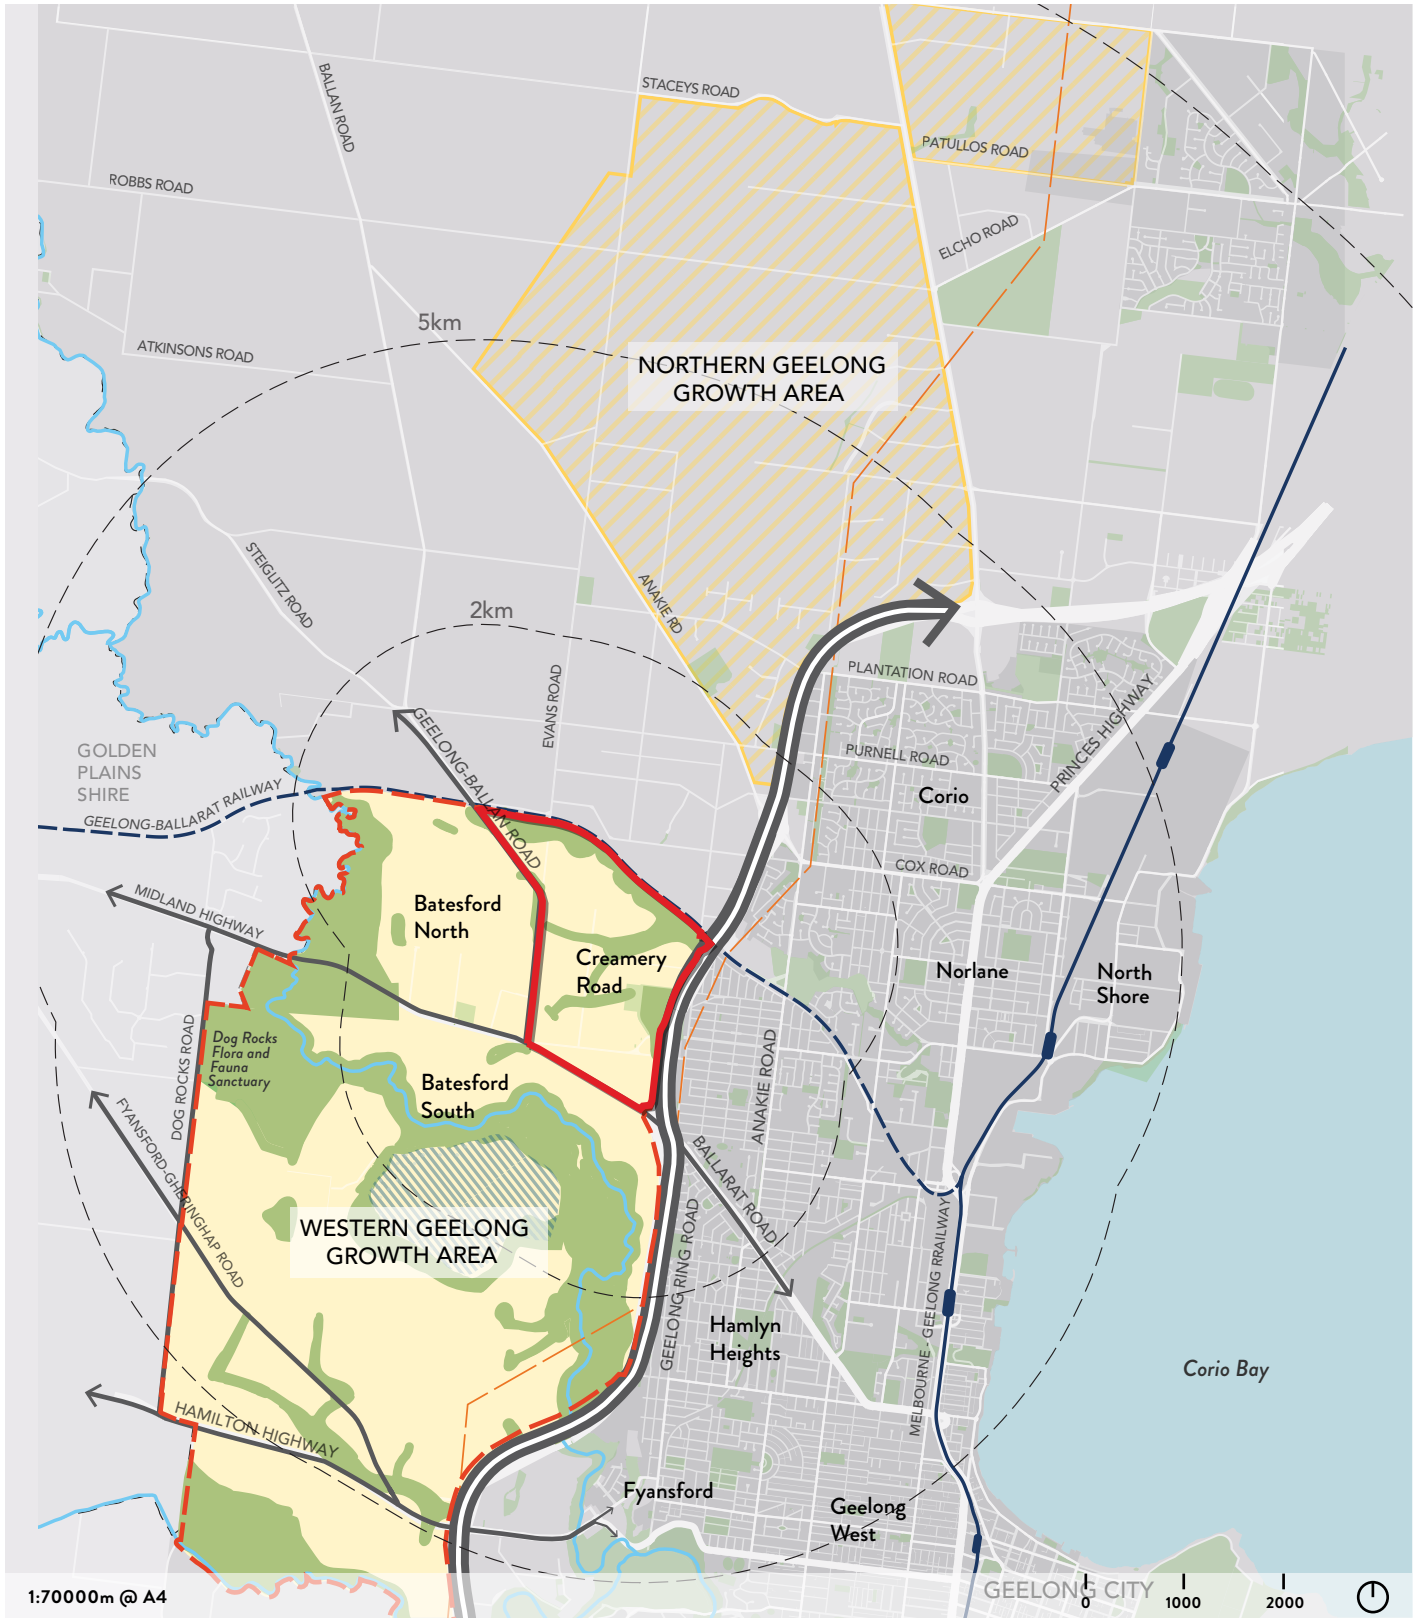 STACEYS ROAD
BALLAN ROAD
PATULLOS ROAD
ROBBS ROAD
ELCHO ROAD
5km
ATKINSONS ROAD
NORTHERN GEELONG
GROWTH AREA
STEIGLITZ ROAD
ANAKIE RD
2km
PLANTATION ROAD
EVANS ROAD
GEELONG-BALLAN ROAD
PRINCES HIGHWAY
GOLDEN
PLAINS
SHIRE
PURNELL ROAD
Corio
GEELONG-BALLARAT RAILWAY
COX ROAD
MIDLAND HIGHWAY
Batesford
North
Creamery
Road
Norlane
North
Shore
Dog Rocks
Flora and
Fauna
Sanctuary
DOG ROCKS ROAD
Batesford
South
ANAKIE ROAD
FYANSFORD-GHERINGHAP ROAD
BALLARAT ROAD
WESTERN GEELONG
GROWTH AREA
GEELONG RING ROAD
MELBOURNE - GEELONG RRAILWAY
Hamlyn
Heights
Corio Bay
HAMILTON HIGHWAY
Fyansford
Geelong
West
GEELONG CITY
1:70000m @ A4
0 1000 2000